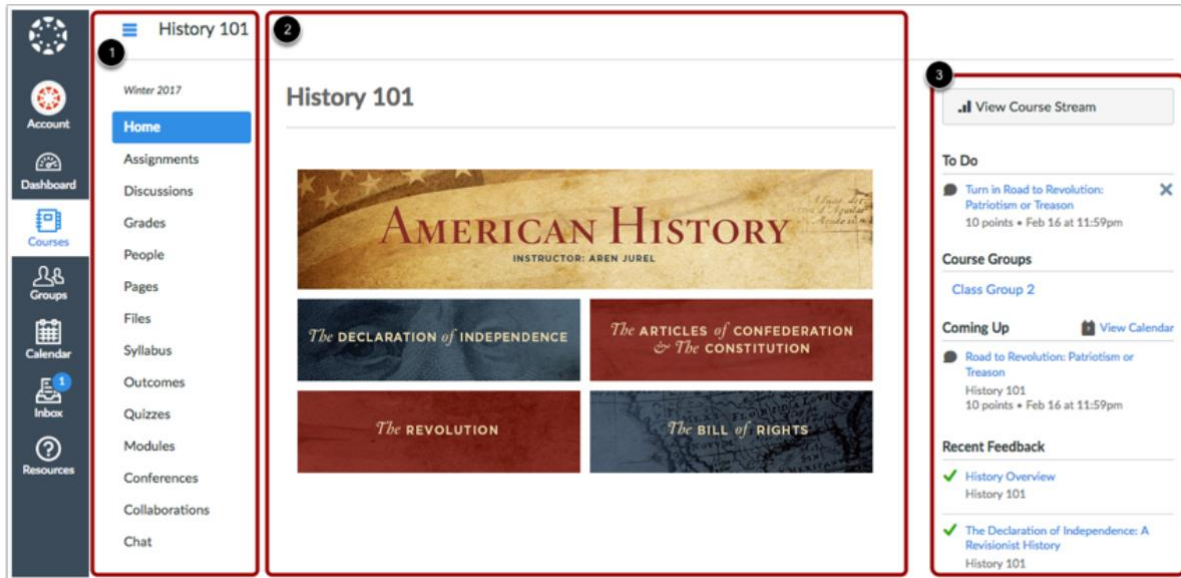 Account
Dashboard
Courses
Groups
Calendar
1
Inbox
Resources
1
History 101
Winter 2017
Home
Assignments
Discussions
Grades
People
Pages
Files
Syllabus
Outcomes
Quizzes
Modules
Conferences
Collaborations
Chat
2
History 101
AMERICAN HISTORY
INSTRUCTOR: AREN JUREL
The DECLARATION of INDEPENDENCE
The ARTICLES of CONFEDERATION
& The CONSTITUTION
The REVOLUTION
The BILL of RIGHTS
3
View Course Stream
To Do
Turn in Road to Revolution:
Patriotism or Treason
10 points • Feb 16 at 11:59pm
Course Groups
Class Group 2
Coming Up
View Calendar
Road to Revolution: Patriotism or
Treason
History 101
10 points • Feb 16 at 11:59pm
Recent Feedback
History Overview
History 101
The Declaration of Independence: A
Revisionist History
History 101